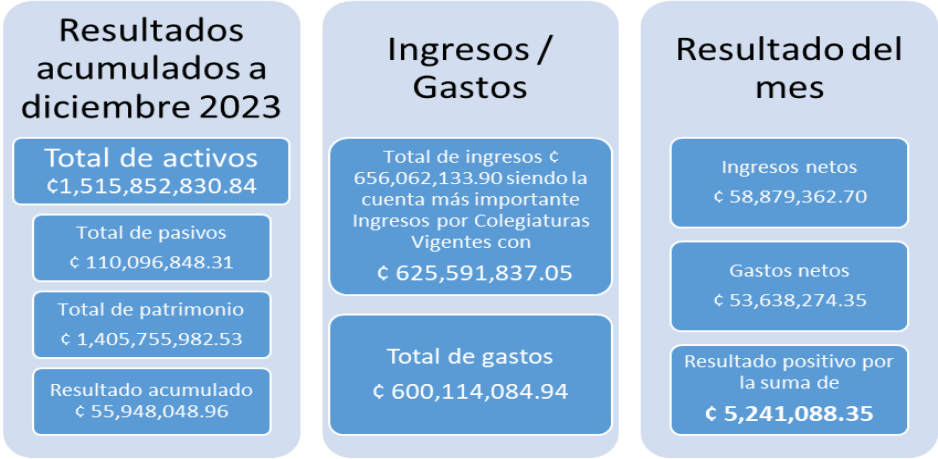 Resultados
acumulados a
diciembre 2023
Total de activos
¢1,515,852,830.84
Total de pasivos
¢ 110,096,848.31
Total de patrimonio
¢ 1,405,755,982.53
Resultado acumulado
¢ 55,948,048.96
Ingresos /
Gastos
Total de ingresos ¢
656,062,133.90 siendo la
cuenta más importante
Ingresos por Colegiaturas
Vigentes con
¢ 625,591,837.05
Total de gastos
¢ 600,114,084.94
Resultado del
mes
Ingresos netos
¢ 58,879,362.70
Gastos netos
¢ 53,638,274.35
Resultado positivo por
la suma de
¢ 5,241,088.35